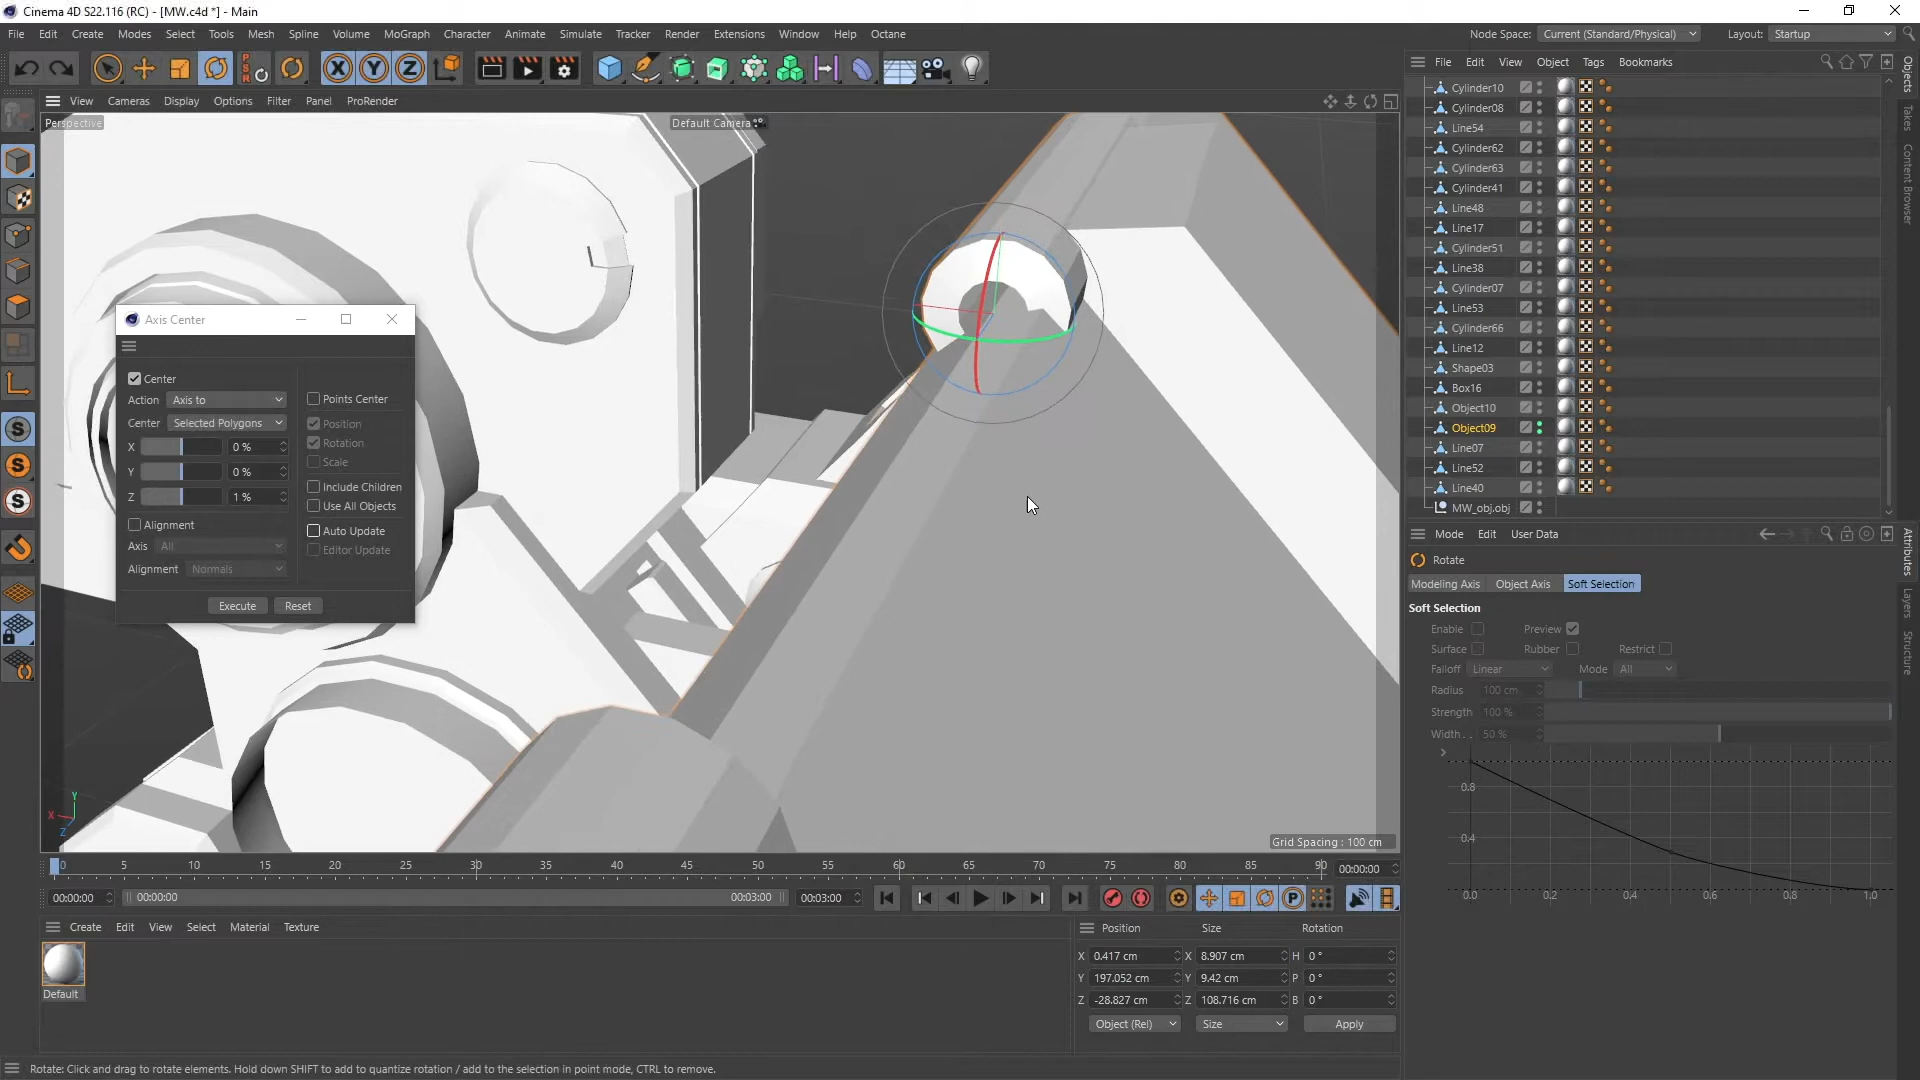 Cinema 4D S22.116 (RC) - [MW.c4d *] - Main
File Edit Create Modes Select Tools Mesh Spline Volume MoGraph Character Animate Simulate Tracker Render Extensions Window Help Octane
Node Space: Current (Standard/Physical) Layout: Startup
View Cameras Display Options Filter Panel ProRender
Perspective
Default Camera
Axis Center
Center
Action Axis to
Points Center
Center Selected Polygons
Position
X 0 %
Rotation
Scale
Y 0 %
Include Children
Z 1 %
Use All Objects
Alignment
Auto Update
Axis All
Editor Update
Alignment Normals
Execute Reset
X Y Z
Grid Spacing : 100 cm
File Edit View Object Tags Bookmarks
Cylinder10
Cylinder08
Line54
Cylinder62
Cylinder63
Cylinder41
Line48
Line17
Cylinder51
Line38
Cylinder07
Line53
Cylinder66
Line12
Shape03
Box16
Object10
Object09
Line07
Line52
Line40
MW_obj.obj
Objects
Takes
Content Browser
Mode Edit User Data
Rotate
Modeling Axis Object Axis Soft Selection
Soft Selection
Enable Preview
Surface Rubber Restrict
Falloff Linear Mode All
Radius 100 cm
Strength 100 %
Width . . 50 %
0.8
0.4
0.0 0.2 0.4 0.6 0.8 1.0
Attributes
Layers
Structure
0 5 10 15 20 25 30 35 40 45 50 55 60 65 70 75 80 85 90 00:00:00
00:00:00 00:00:00 00:03:00 00:03:00
Create Edit View Select Material Texture
Default
Position Size Rotation
X 0.417 cm X 8.907 cm H 0 °
Y 197.052 cm Y 9.42 cm P 0 °
Z -28.827 cm Z 108.716 cm B 0 °
Object (Rel) Size Apply
Rotate: Click and drag to rotate elements. Hold down SHIFT to add to quantize rotation / add to the selection in point mode, CTRL to remove.